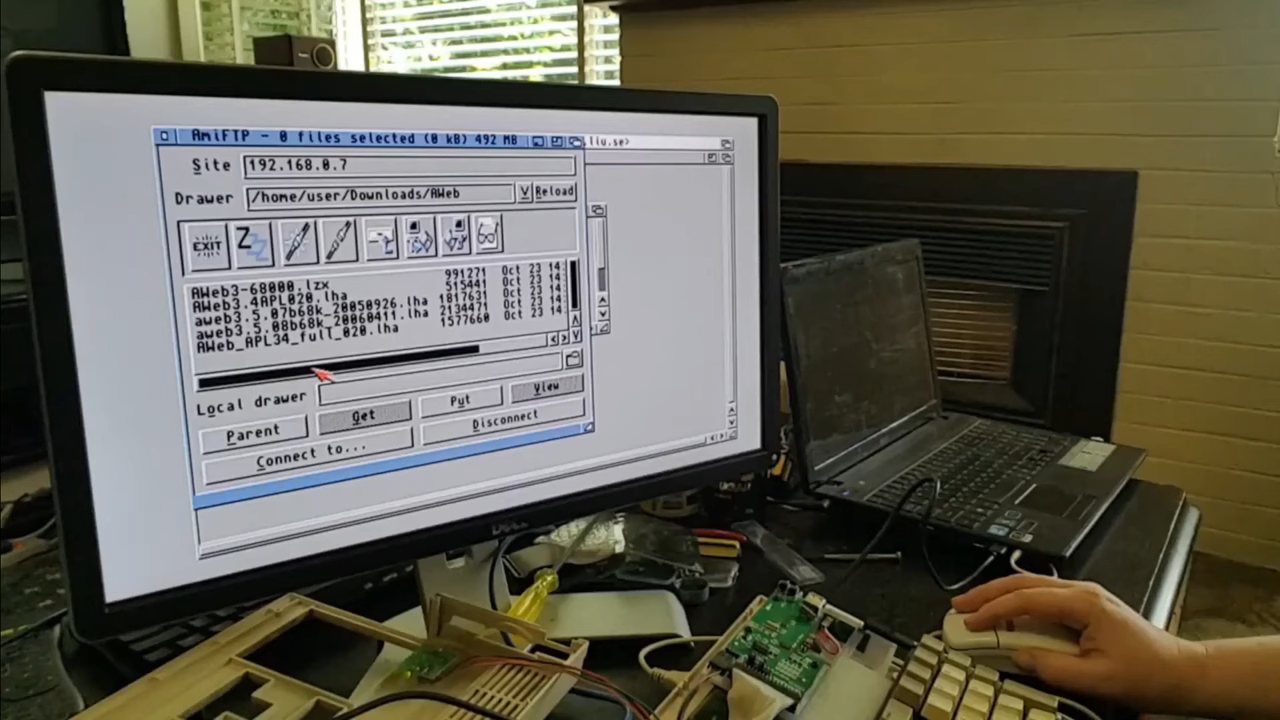 AmiFTP - 0 files selected (0 kB) 492 MB
.liu.se>
Site 192.168.0.7
Drawer /home/user/Downloads/AWeb Reload
EXIT
AWeb3-68000.lzx 991271 Oct 23 14:
AWeb3.4APL020.lha 515441 Oct 23 14:
aweb3.5.07b68k_20050926.lha 1817631 Oct 23 14:
aweb3.5.08b68k_20060411.lha 2134471 Oct 23 14:
AWeb_APL34_full_020.lha 1577660 Oct 23 14:
Local drawer
Parent Get Put View
Connect to... Disconnect
DELL